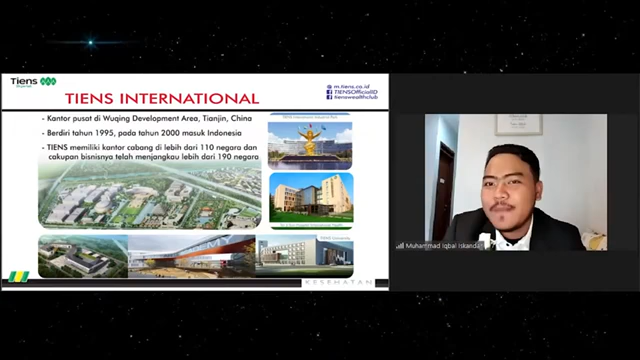 Tiens
m.tiens.co.id
TIENSOfficialID
tienswealthclub
TIENS INTERNATIONAL
- Kantor pusat di Wuqing Development Area, Tianjin, China
- Berdiri tahun 1995, pada tahun 2000 masuk Indonesia
- TIENS memiliki kantor cabang di lebih dari 110 negara dan
cakupan bisnisnya telah menjangkau lebih dari 190 negara
KESEHATAN
Muhammad Iqbal Iskandar